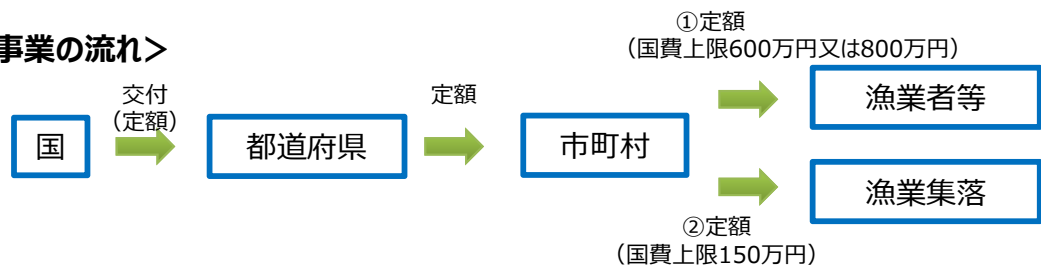 事業の流れ>
国
交付
(定額)
都道府県
定額
市町村
①定額
(国費上限600万円又は800万円)
漁業者等
漁業集落
②定額
(国費上限150万円)